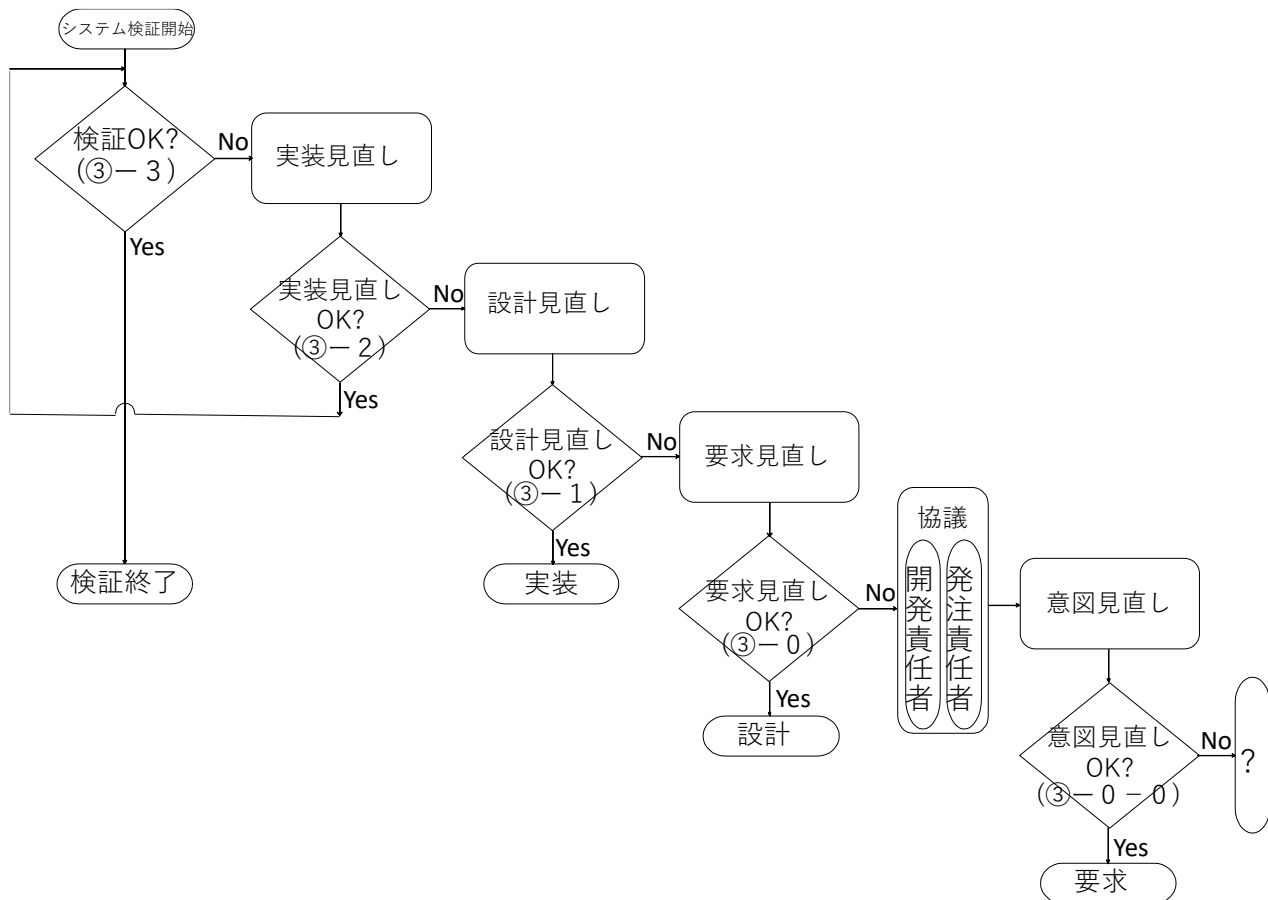 システム検証開始
検証OK?
(③ー３)
No
実装見直し
Yes
実装見直し
OK?
(③ー２)
No
設計見直し
Yes
設計見直し
OK?
(③ー１)
No
要求見直し
協議
開発責任者
発注責任者
Yes
検証終了
実装
要求見直し
OK?
(③ー０)
No
意図見直し
Yes
設計
意図見直し
OK?
(③ー０－０)
No
?
Yes
要求